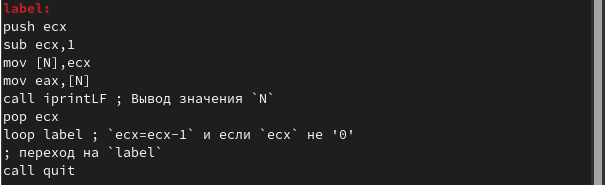 label:
push ecx
sub ecx,1
mov [N],ecx
mov eax,[N]
call iprintLF ; Вывод значения `N`
pop ecx
loop label ; `ecx=ecx-1` и если `ecx` не '0'
; переход на `label`
call quit